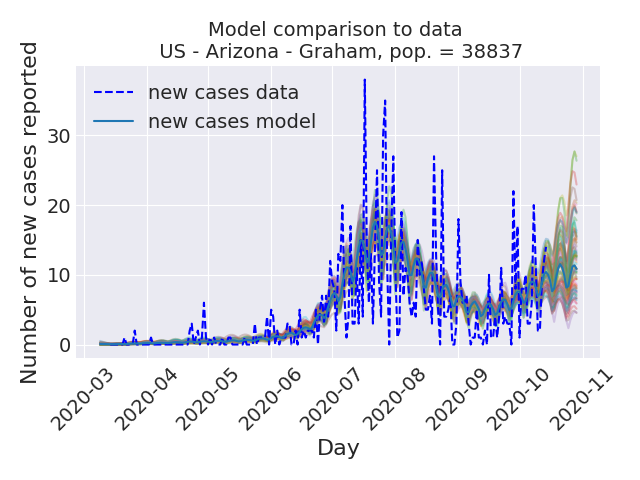 Model comparison to data
US - Arizona - Graham, pop. = 38837
Number of new cases reported
new cases data
new cases model
30
20
10
0
2020-03
2020-04
2020-05
2020-06
2020-07
2020-08
2020-09
2020-10
2020-11
Day